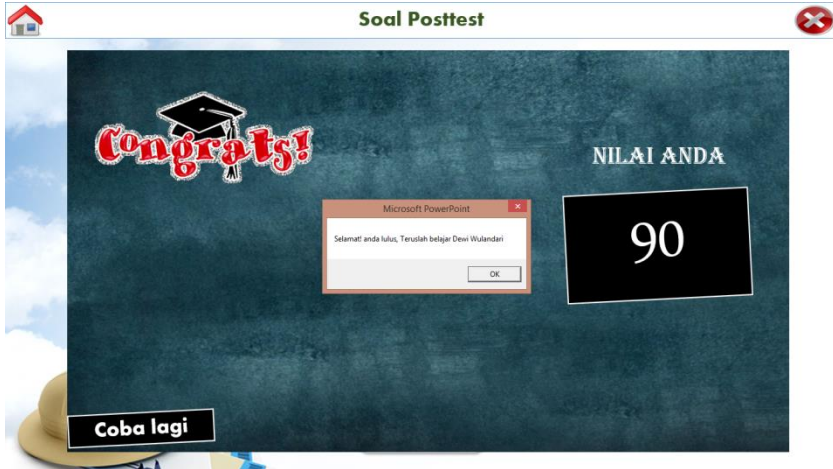 Soal Posttest
Congrats!
NILAI ANDA
90
Microsoft PowerPoint
Selamat! anda lulus, Teruslah belajar Dewi Wulandari
OK
Coba lagi